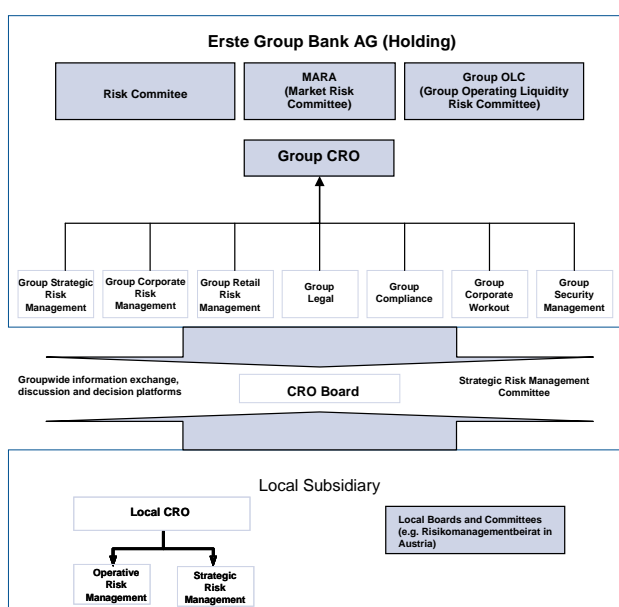 Erste Group Bank AG (Holding)
Risk Commitee
MARA
(Market Risk
Committee)
Group OLC
(Group Operating Liquidity
Risk Committee)
Group CRO
Group Strategic
Risk
Management
Group Corporate
Risk
Management
Group Retail
Risk
Management
Group
Legal
Group
Compliance
Group
Corporate
Workout
Group
Security
Management
Groupwide information exchange,
discussion and decision platforms
CRO Board
Strategic Risk Management
Committee
Local Subsidiary
Local CRO
Operative
Risk
Management
Strategic
Risk
Management
Local Boards and Committees
(e.g. Risikomanagementbeirat in
Austria)